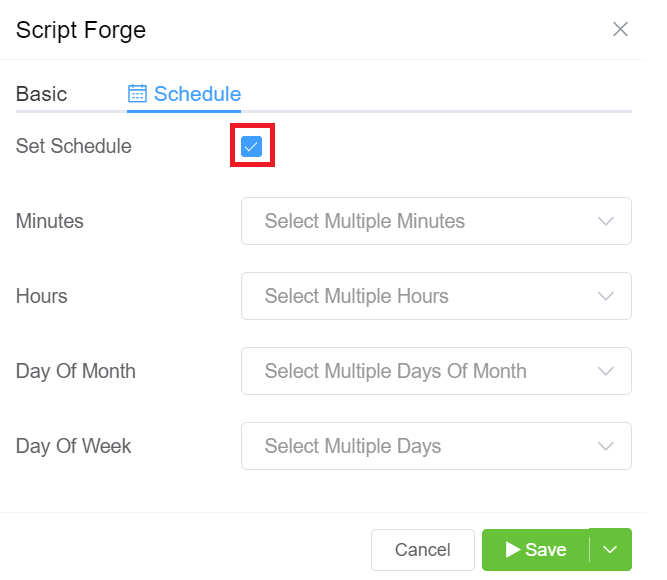 Script Forge
Basic Schedule
Set Schedule
Minutes Select Multiple Minutes
Hours Select Multiple Hours
Day Of Month Select Multiple Days Of Month
Day Of Week Select Multiple Days
Cancel Save